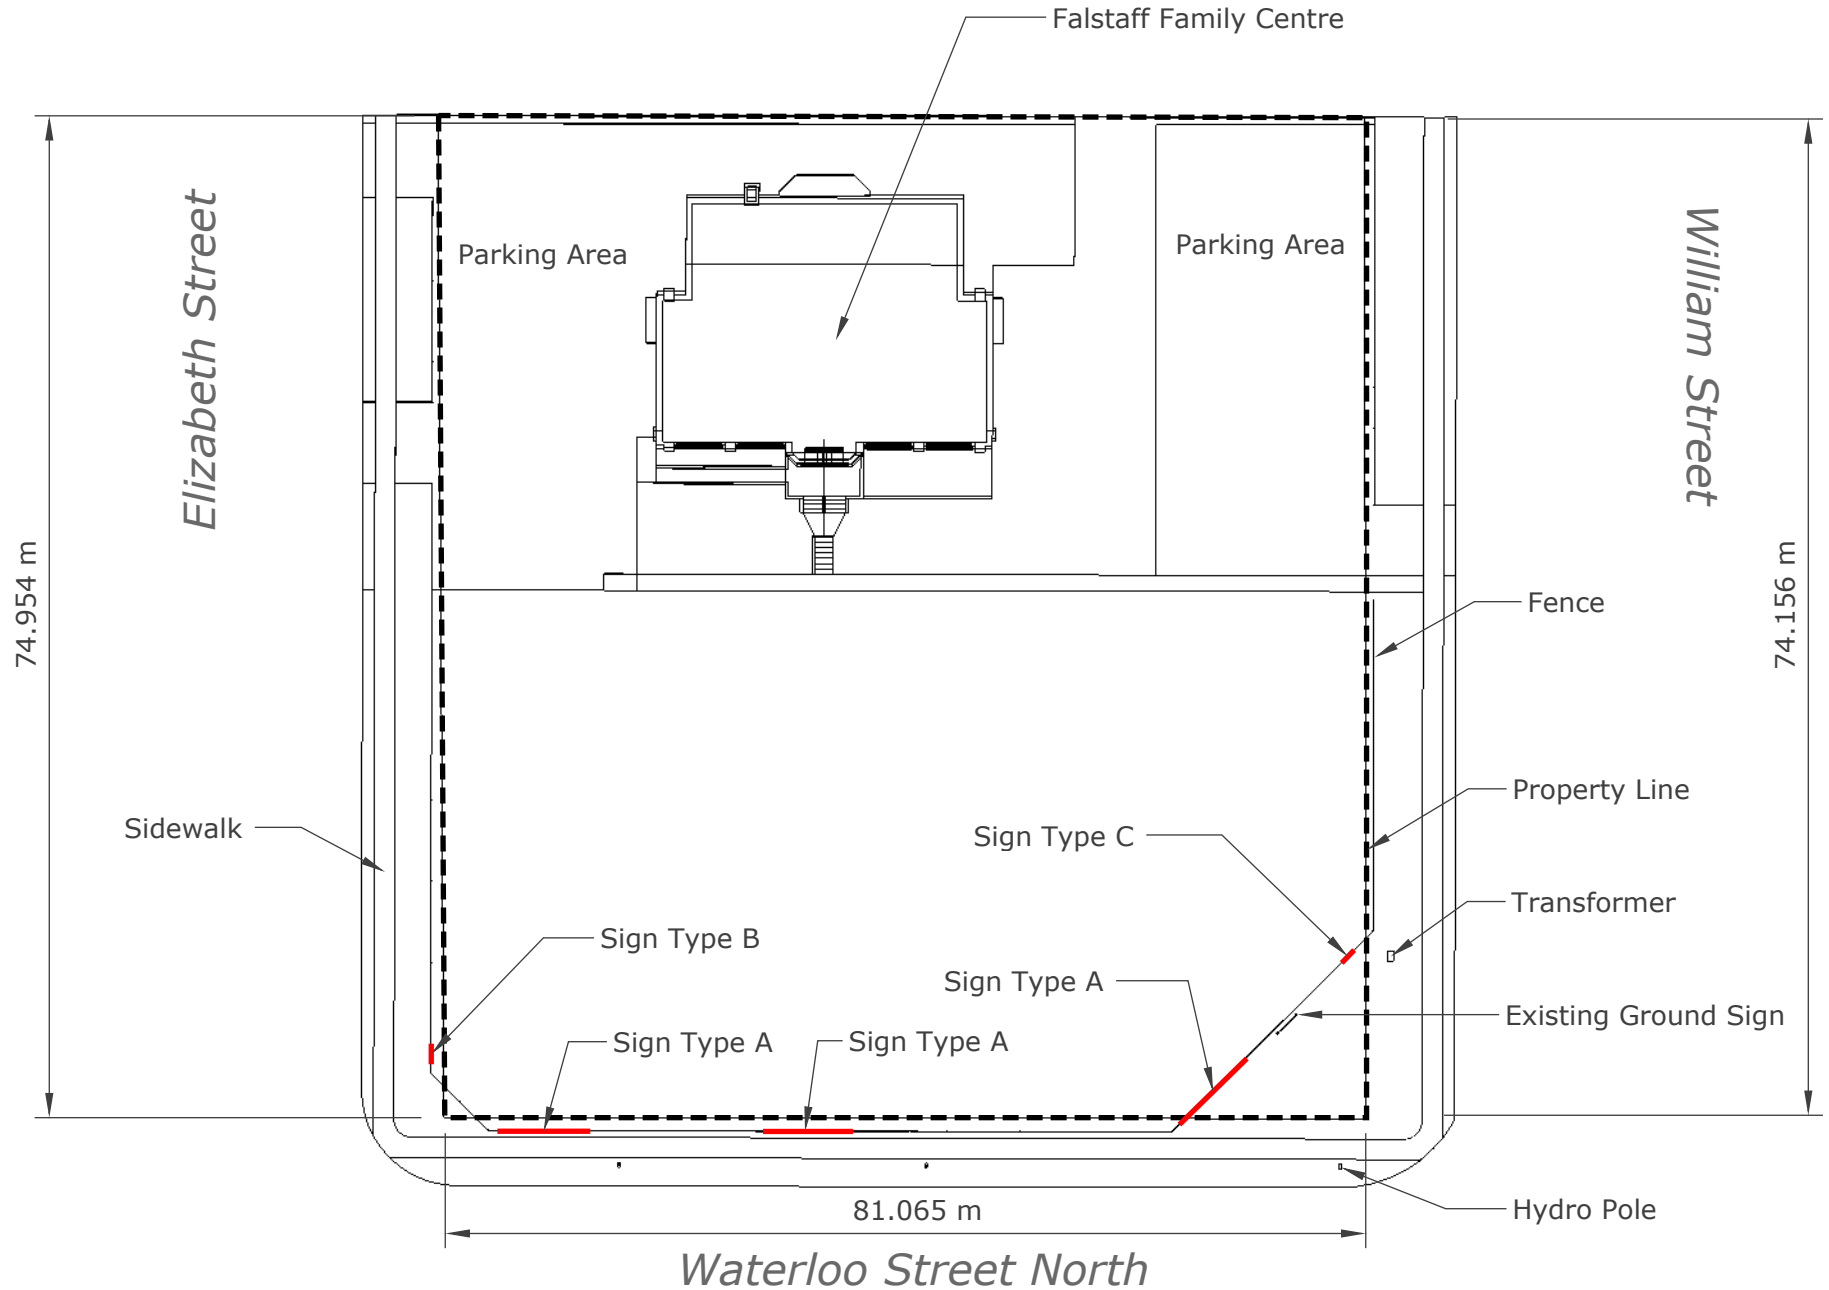 Falstaff Family Centre
Elizabeth Street
William Street
Parking Area
Parking Area
74.954 m
74.156 m
Fence
Property Line
Sidewalk
Sign Type C
Transformer
Sign Type B
Sign Type A
Existing Ground Sign
Sign Type A
Sign Type A
81.065 m
Hydro Pole
Waterloo Street North